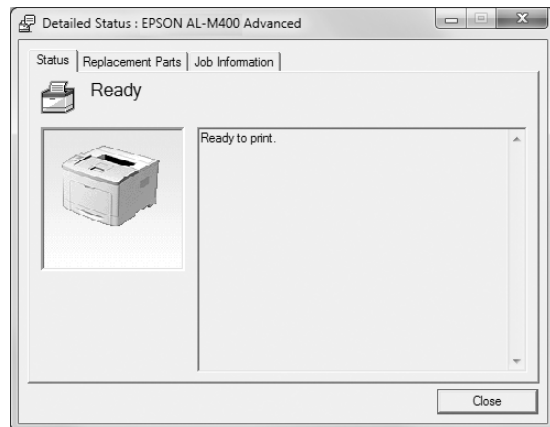 Detailed Status : EPSON AL-M400 Advanced
Status Replacement Parts Job Information
Ready
Ready to print.
Close